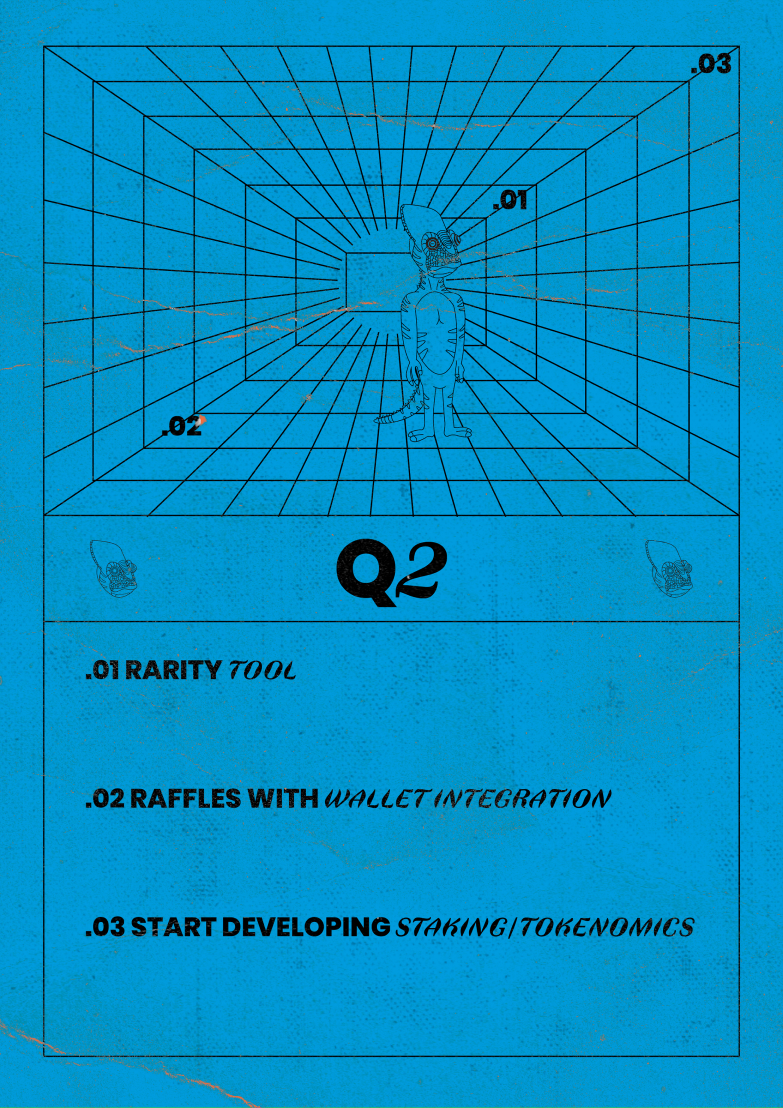 .03
.01
.02
Q2
.01 RARITY TOOL
.02 RAFFLES WITH WALLET INTEGRATION
.03 START DEVELOPING STAKING/TOKENOMICS